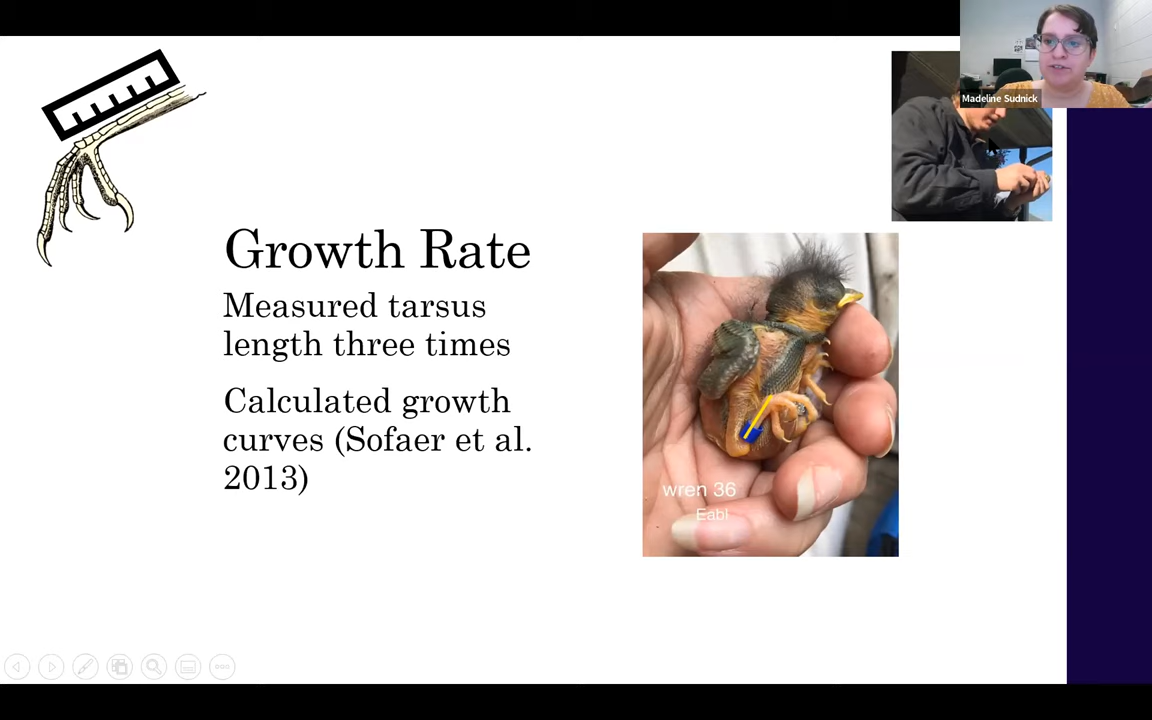 Madeline Sudnick
Growth Rate
Measured tarsus
length three times
Calculated growth
curves (Sofaer et al.
2013)
wren 36
Eabl